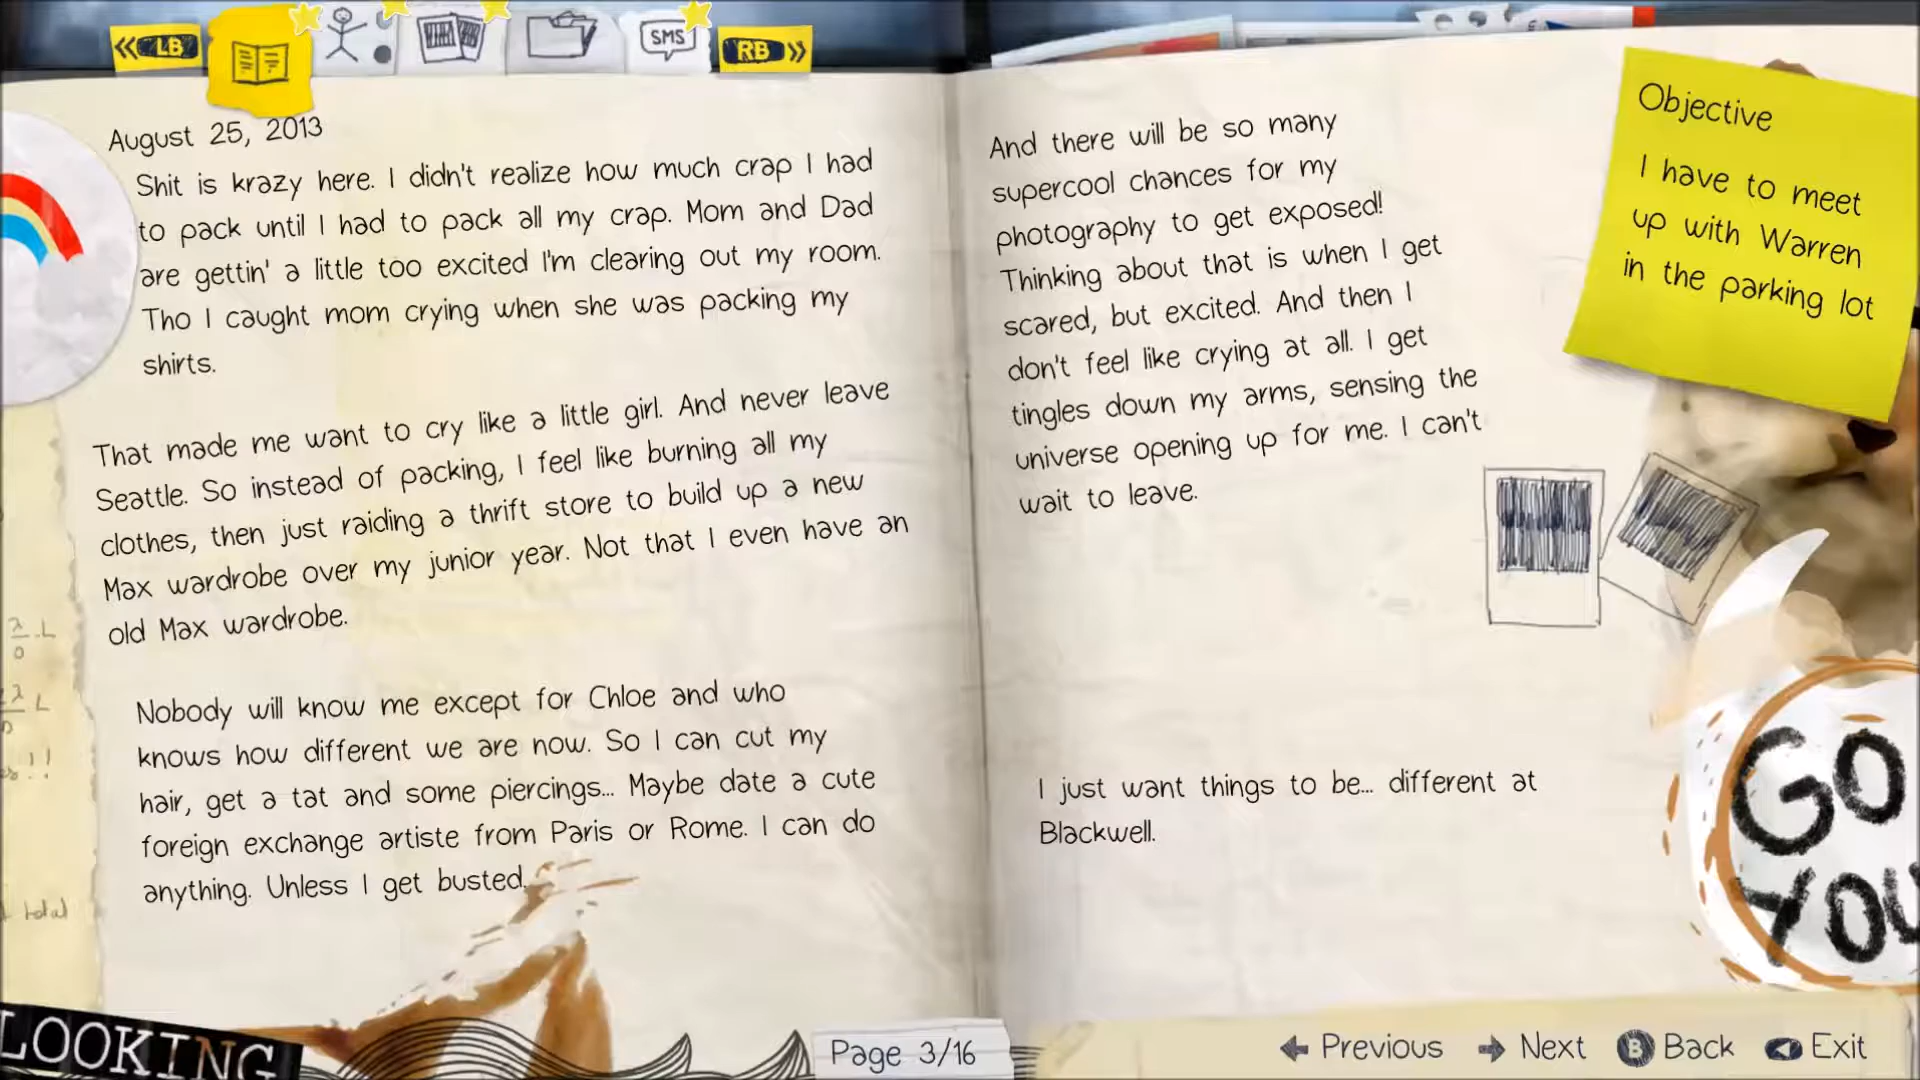 LB
SMS
RB
August 25, 2013
Shit is krazy here. I didn't realize how much crap I had
to pack until I had to pack all my crap. Mom and Dad
are gettin' a little too excited I'm clearing out my room.
Tho I caught mom crying when she was packing my
shirts.
That made me want to cry like a little girl. And never leave
Seattle. So instead of packing, I feel like burning all my
clothes, then just raiding a thrift store to build up a new
Max wardrobe over my junior year. Not that I even have an
old Max wardrobe.
Nobody will know me except for Chloe and who
knows how different we are now. So I can cut my
hair, get a tat and some piercings... Maybe date a cute
foreign exchange artiste from Paris or Rome. I can do
anything. Unless I get busted.
And there will be so many
supercool chances for my
photography to get exposed!
Thinking about that is when I get
scared, but excited. And then I
don't feel like crying at all. I get
tingles down my arms, sensing the
universe opening up for me. I can't
wait to leave.
I just want things to be... different at
Blackwell.
Objective
I have to meet
up with Warren
in the parking lot
GO
YOU
LOOKING
Page 3/16
Previous
Next
B Back
Exit